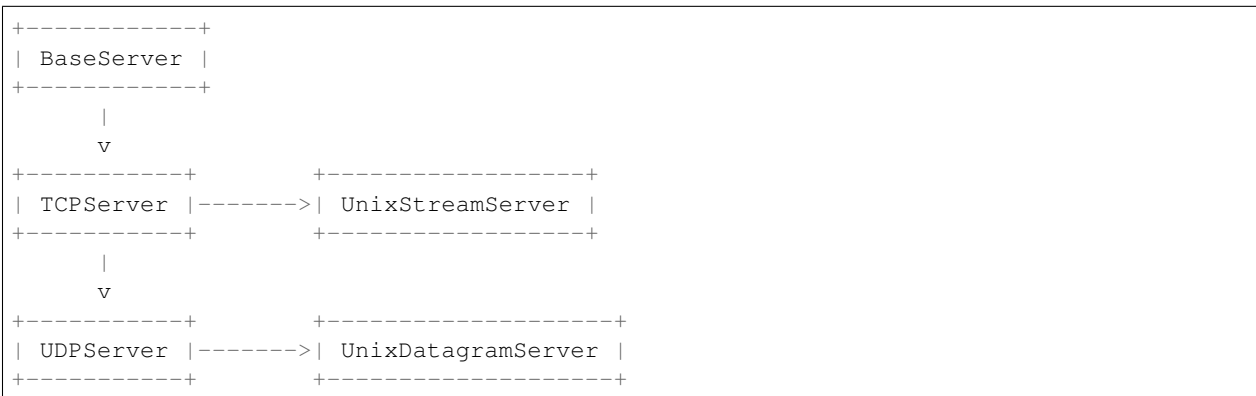 +------------+
| BaseServer |
+------------+
      |
      v
+-----------+        +------------------+
| TCPServer |------->| UnixStreamServer |
+-----------+        +------------------+
      |
      v
+-----------+        +--------------------+
| UDPServer |------->| UnixDatagramServer |
+-----------+        +--------------------+